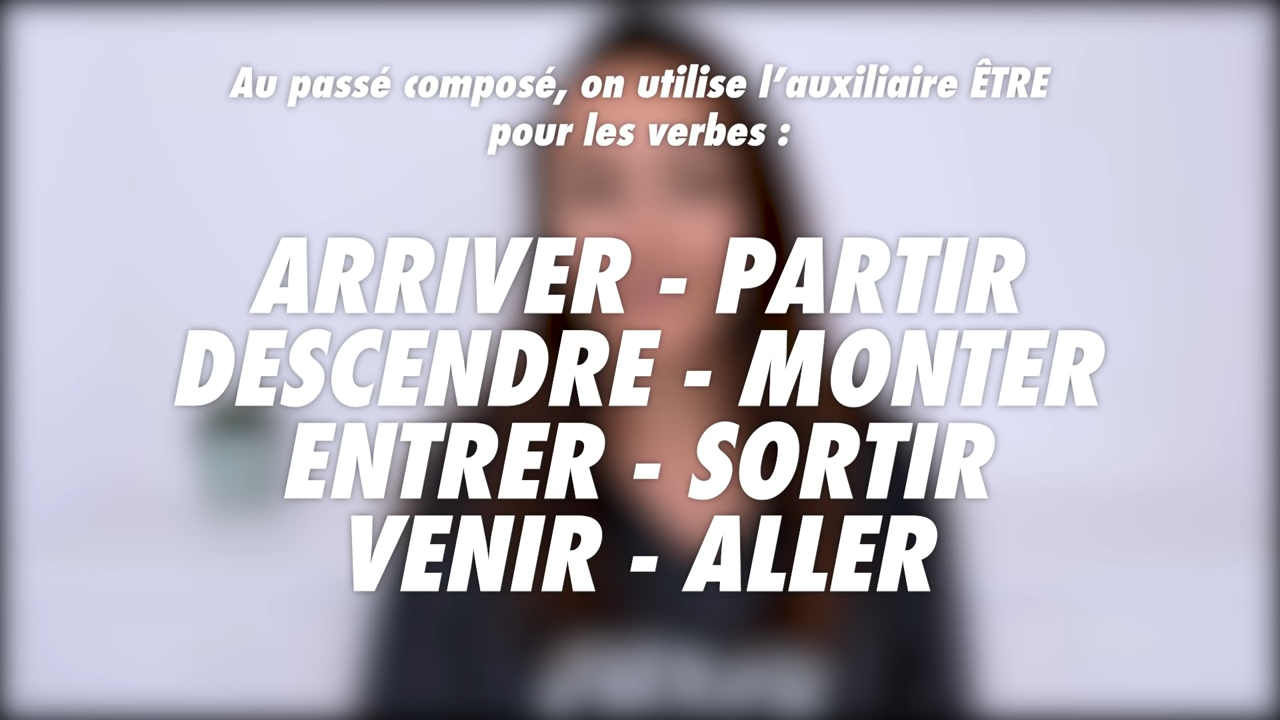 Au passé composé, on utilise l'auxiliaire ÊTRE
pour les verbes :
ARRIVER - PARTIR
DESCENDRE - MONTER
ENTRER - SORTIR
VENIR - ALLER